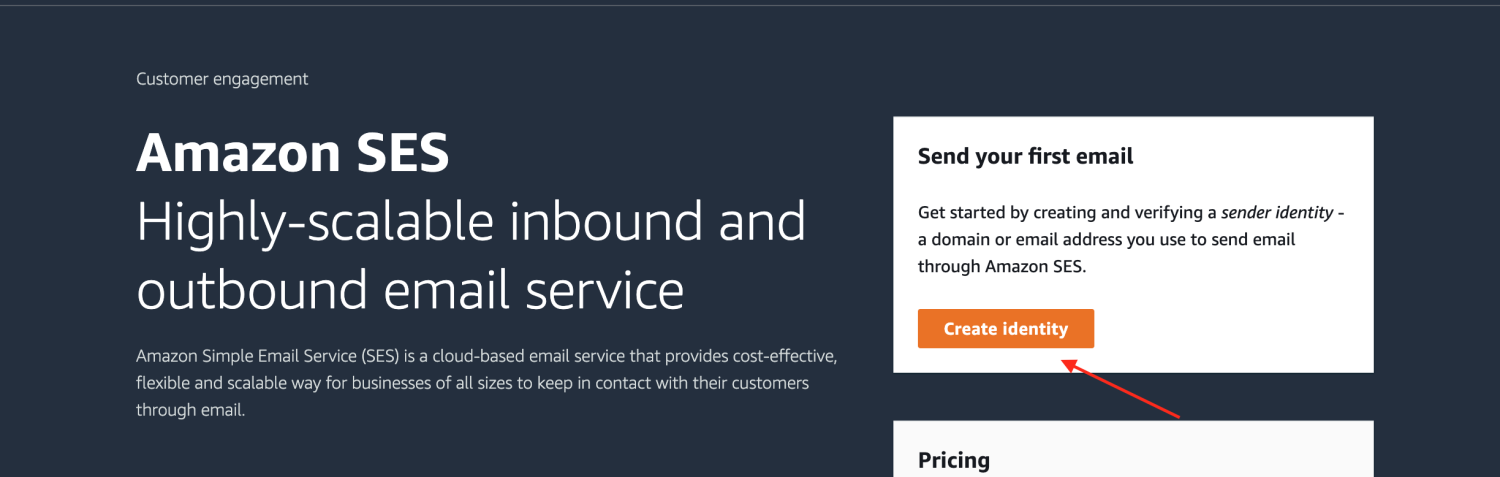 Customer engagement
Amazon SES
Highly-scalable inbound and
outbound email service
Amazon Simple Email Service (SES) is a cloud-based email service that provides cost-effective,
flexible and scalable way for businesses of all sizes to keep in contact with their customers
through email.
Send your first email
Get started by creating and verifying a sender identity -
a domain or email address you use to send email
through Amazon SES.
Create identity
Pricing